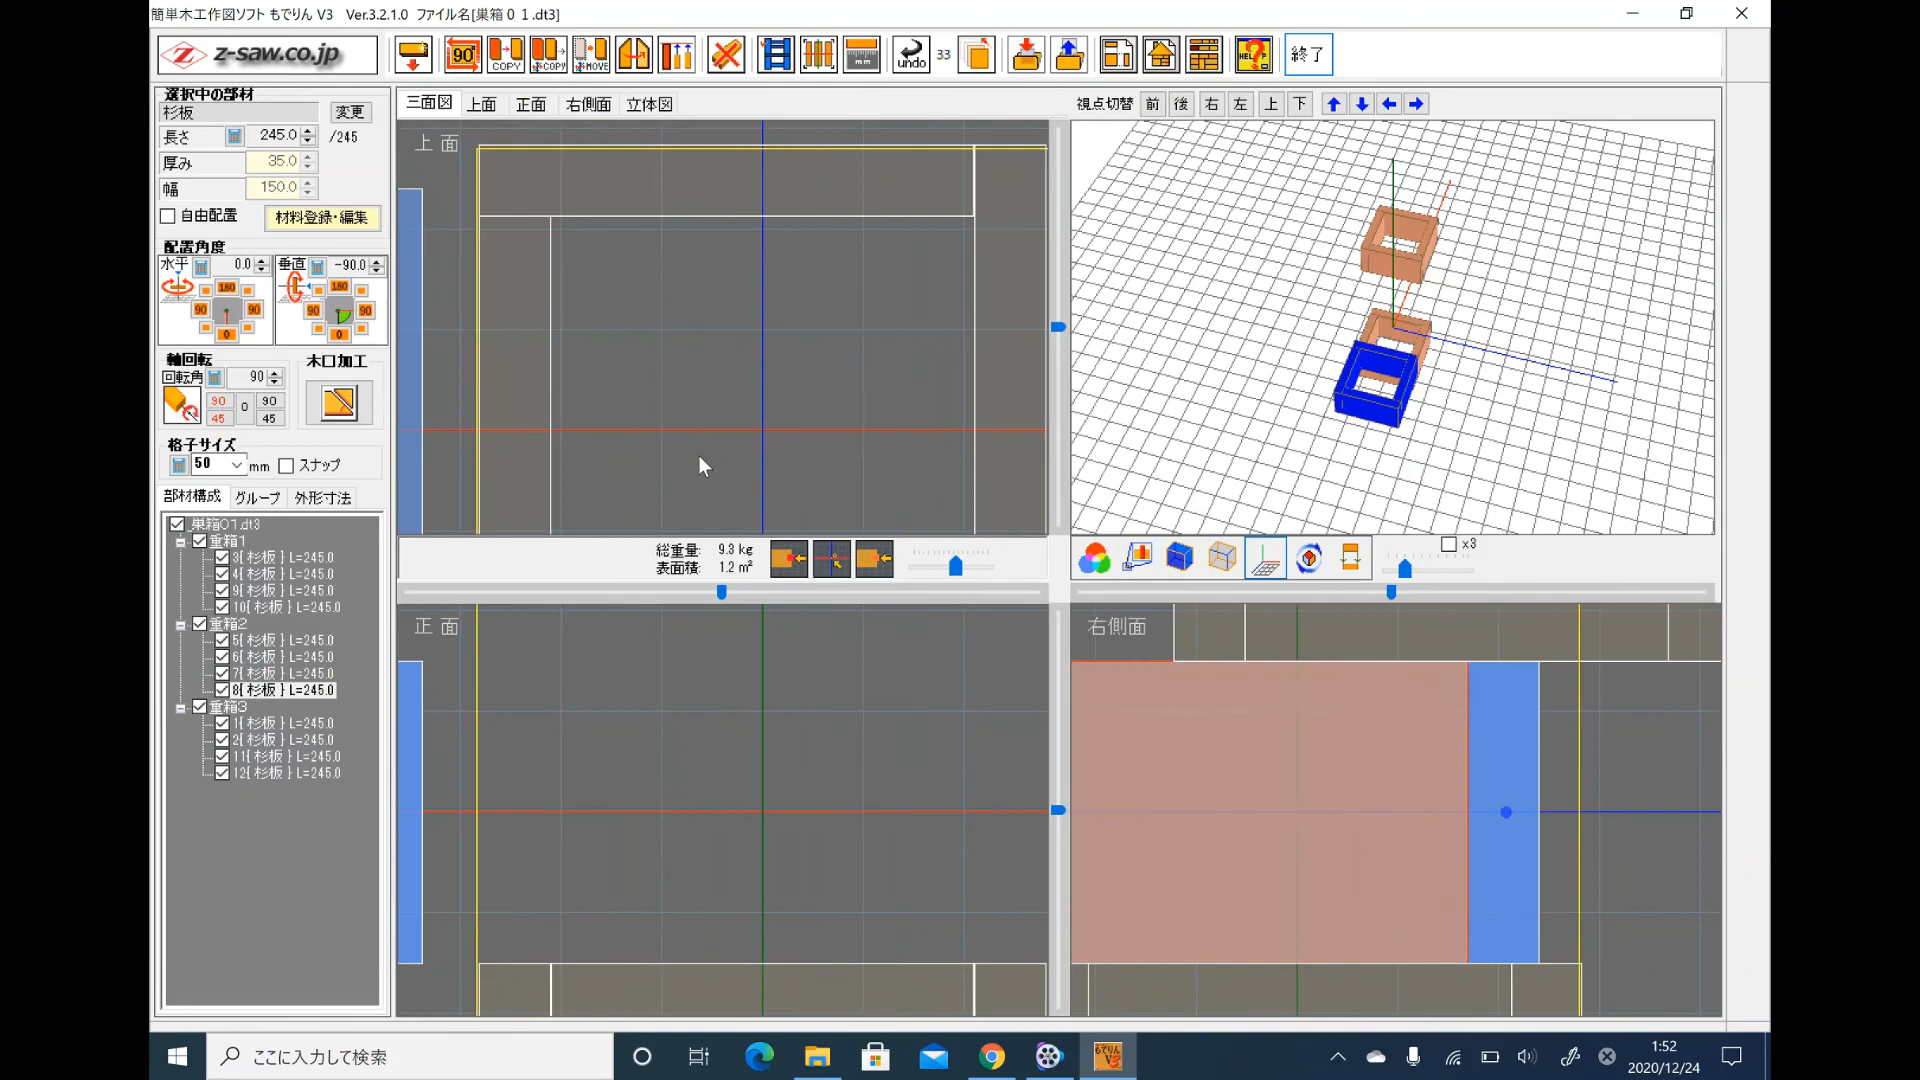 簡単木工作図ソフト もでりん V3 Ver.3.2.1.0 ファイル名[巣箱０１.dt3]
z-saw.co.jp
90°
COPY
COPY
MOVE
mm
undo
33
HELP
終了
選択中の部材
杉板
変更
長さ 245.0 /245
厚み 35.0
幅 150.0
自由配置
材料登録・編集
配置角度
水平 0.0
垂直 -90.0
180
90 90
0
180
90 90
0
軸回転
回転角 90
90 0 90
45 45
木口加工
格子サイズ
50 mm スナップ
部材構成 グループ 外形寸法
巣箱01.dt3
重箱1
3{ 杉板 } L=245.0
4{ 杉板 } L=245.0
9{ 杉板 } L=245.0
10{ 杉板 } L=245.0
重箱2
5{ 杉板 } L=245.0
6{ 杉板 } L=245.0
7{ 杉板 } L=245.0
8{ 杉板 } L=245.0
重箱3
1{ 杉板 } L=245.0
2{ 杉板 } L=245.0
11{ 杉板 } L=245.0
12{ 杉板 } L=245.0
三面図 上面 正面 右側面 立体図
視点切替 前 後 右 左 上 下
上 面
総重量: 9.3 kg
表面積: 1.2 m²
x3
正 面
右側面
ここに入力して検索
もでりん
V3
1:52
2020/12/24